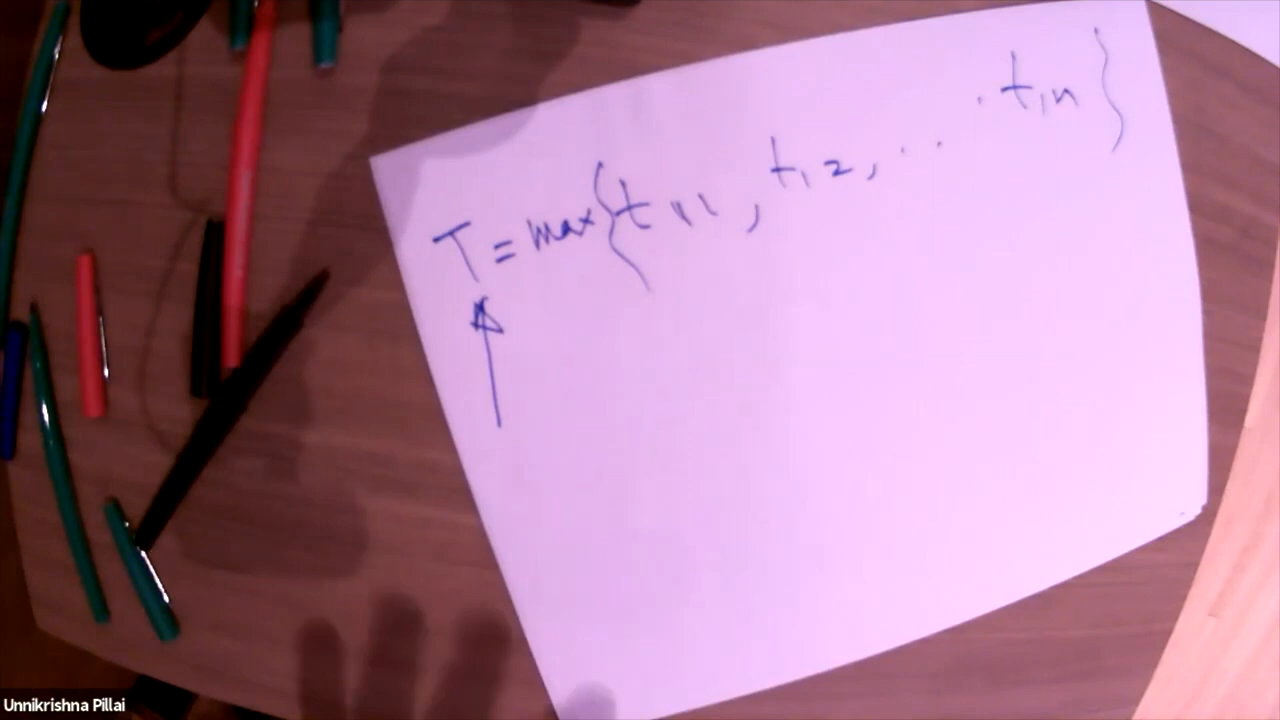 T = max { t11, t12, . . . . t1n }
Unnikrishna Pillai